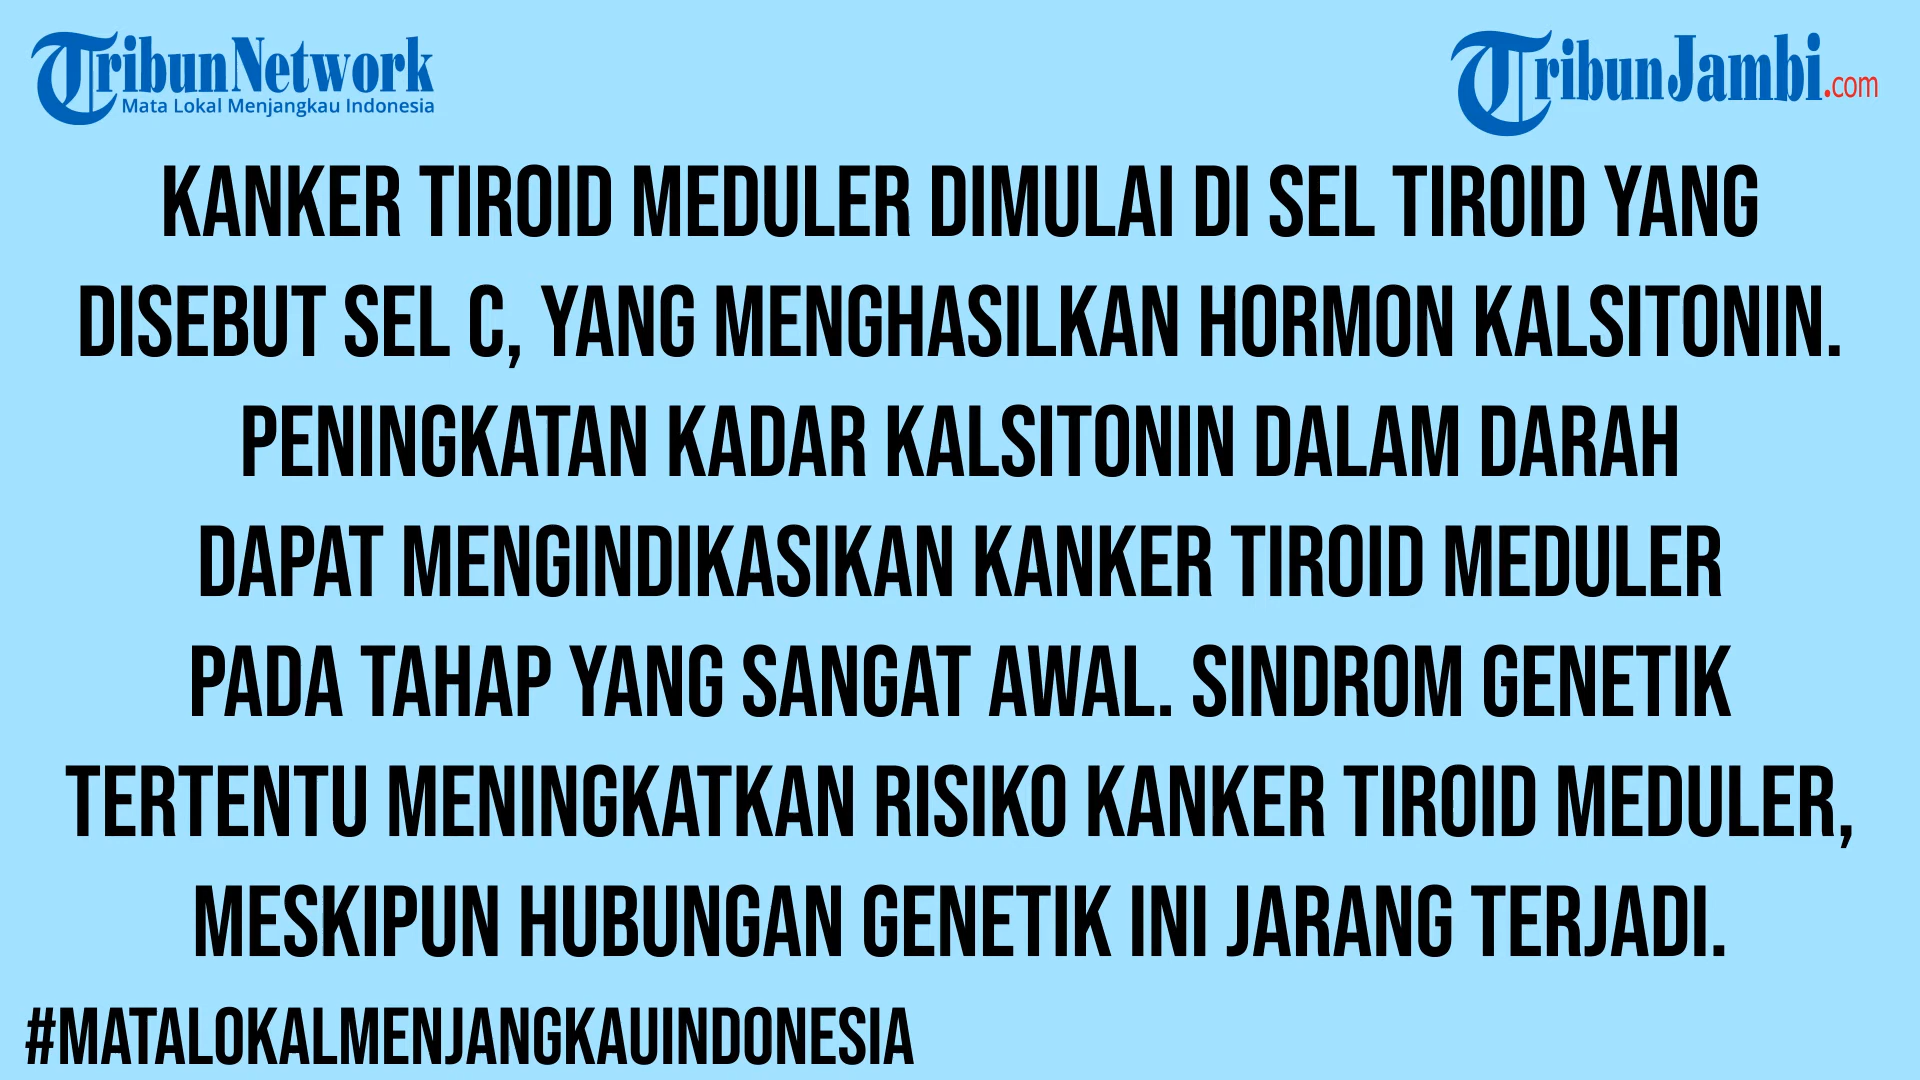 TribunNetwork
Mata Lokal Menjangkau Indonesia
TribunJambi.com
KANKER TIROID MEDULER DIMULAI DI SEL TIROID YANG
DISEBUT SEL C, YANG MENGHASILKAN HORMON KALSITONIN.
PENINGKATAN KADAR KALSITONIN DALAM DARAH
DAPAT MENGINDIKASIKAN KANKER TIROID MEDULER
PADA TAHAP YANG SANGAT AWAL. SINDROM GENETIK
TERTENTU MENINGKATKAN RISIKO KANKER TIROID MEDULER,
MESKIPUN HUBUNGAN GENETIK INI JARANG TERJADI.
#MATALOKALMENJANGKAUINDONESIA